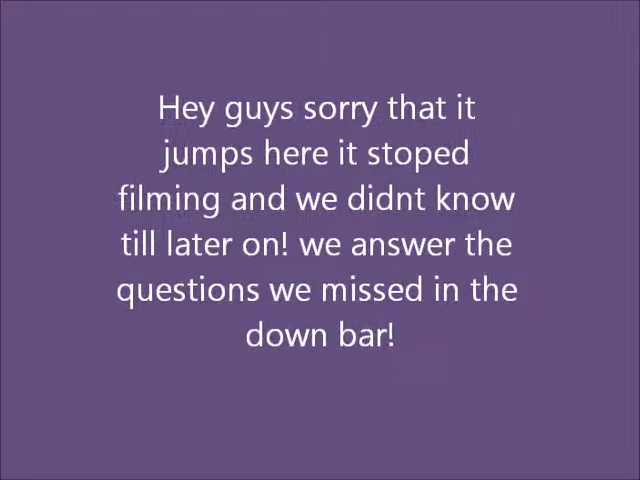 Hey guys sorry that it
jumps here it stoped
filming and we didnt know
till later on! we answer the
questions we missed in the
down bar!